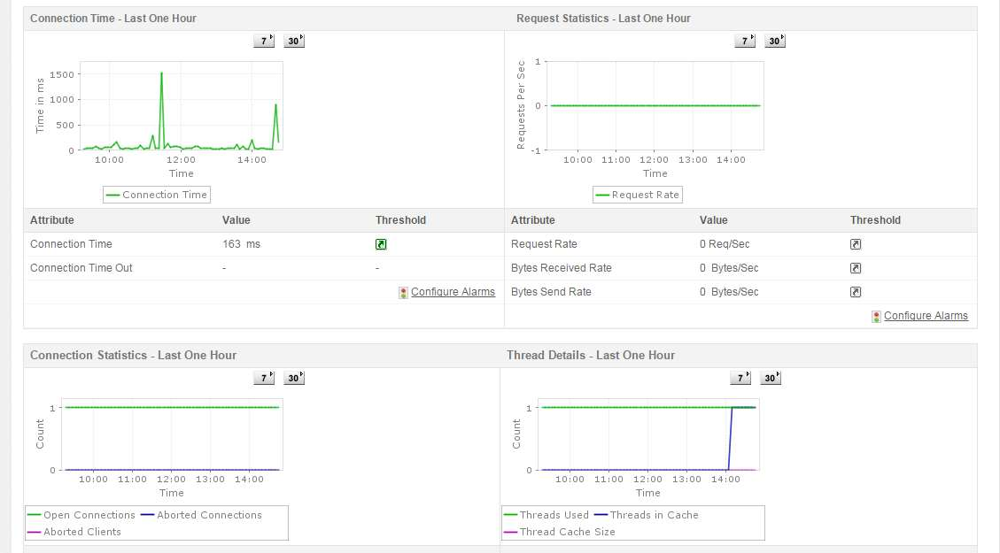 Connection Time - Last One Hour
7 30
1500
1000
500
0
Time in ms
10:00 12:00 14:00
Time
Connection Time
Attribute Value Threshold
Connection Time 163 ms
Connection Time Out - -
Configure Alarms
Request Statistics - Last One Hour
7 30
1
0
-1
Requests Per Sec
10:00 11:00 12:00 13:00 14:00
Time
Request Rate
Attribute Value Threshold
Request Rate 0 Req/Sec
Bytes Received Rate 0 Bytes/Sec
Bytes Send Rate 0 Bytes/Sec
Configure Alarms
Connection Statistics - Last One Hour
7 30
1
0
Count
10:00 11:00 12:00 13:00 14:00
Time
Open Connections Aborted Connections
Aborted Clients
Thread Details - Last One Hour
7 30
1
0
Count
10:00 11:00 12:00 13:00 14:00
Time
Threads Used Threads in Cache
Thread Cache Size